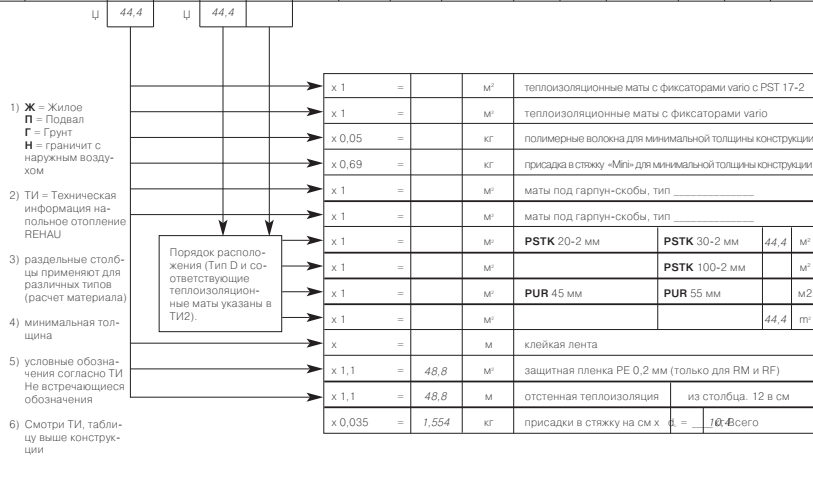 Џ 44,4 Џ 44,4
1) Ж = Жилое
П = Подвал
Г = Грунт
Н = граничит с
наружным возду-
хом
2) ТИ = Техническая
информация на-
польное отопление
REHAU
3) раздельные столб-
цы применяют для
различных типов
(расчет материала)
4) минимальная тол-
щина
5) условные обозна-
чения согласно ТИ
Не встречающиеся
обозначения
6) Смотри ТИ, табли-
цу выше конструк-
ции
Порядок располо-
жения (Тип D и со-
ответствующие
теплоизоляцион-
ные маты указаны в
ТИ2).
x 1 = м² теплоизоляционные маты с фиксаторами vario с PST 17-2
x 1 = м² теплоизоляционные маты с фиксаторами vario
x 0,05 = кг полимерные волокна для минимальной толщины конструкции
x 0,69 = кг присадка в стяжку «Mini» для минимальной толщины конструкции
x 1 = м² маты под гарпун-скобы, тип ______________
x 1 = м² маты под гарпун-скобы, тип ______________
x 1 = м² PSTK 20-2 мм PSTK 30-2 мм 44,4 м²
x 1 = м² PSTK 100-2 мм м²
x 1 = м² PUR 45 мм PUR 55 мм м2
x 1 = м² 44,4 m²
x = м клейкая лента
x 1,1 = 48,8 м² защитная пленка PE 0,2 мм (только для RM и RF)
x 1,1 = 48,8 м отстенная теплоизоляция из столбца. 12 в см
x 0,035 = 1,554 кг присадки в стяжку на см x d = ___ 10,4 кг Всего